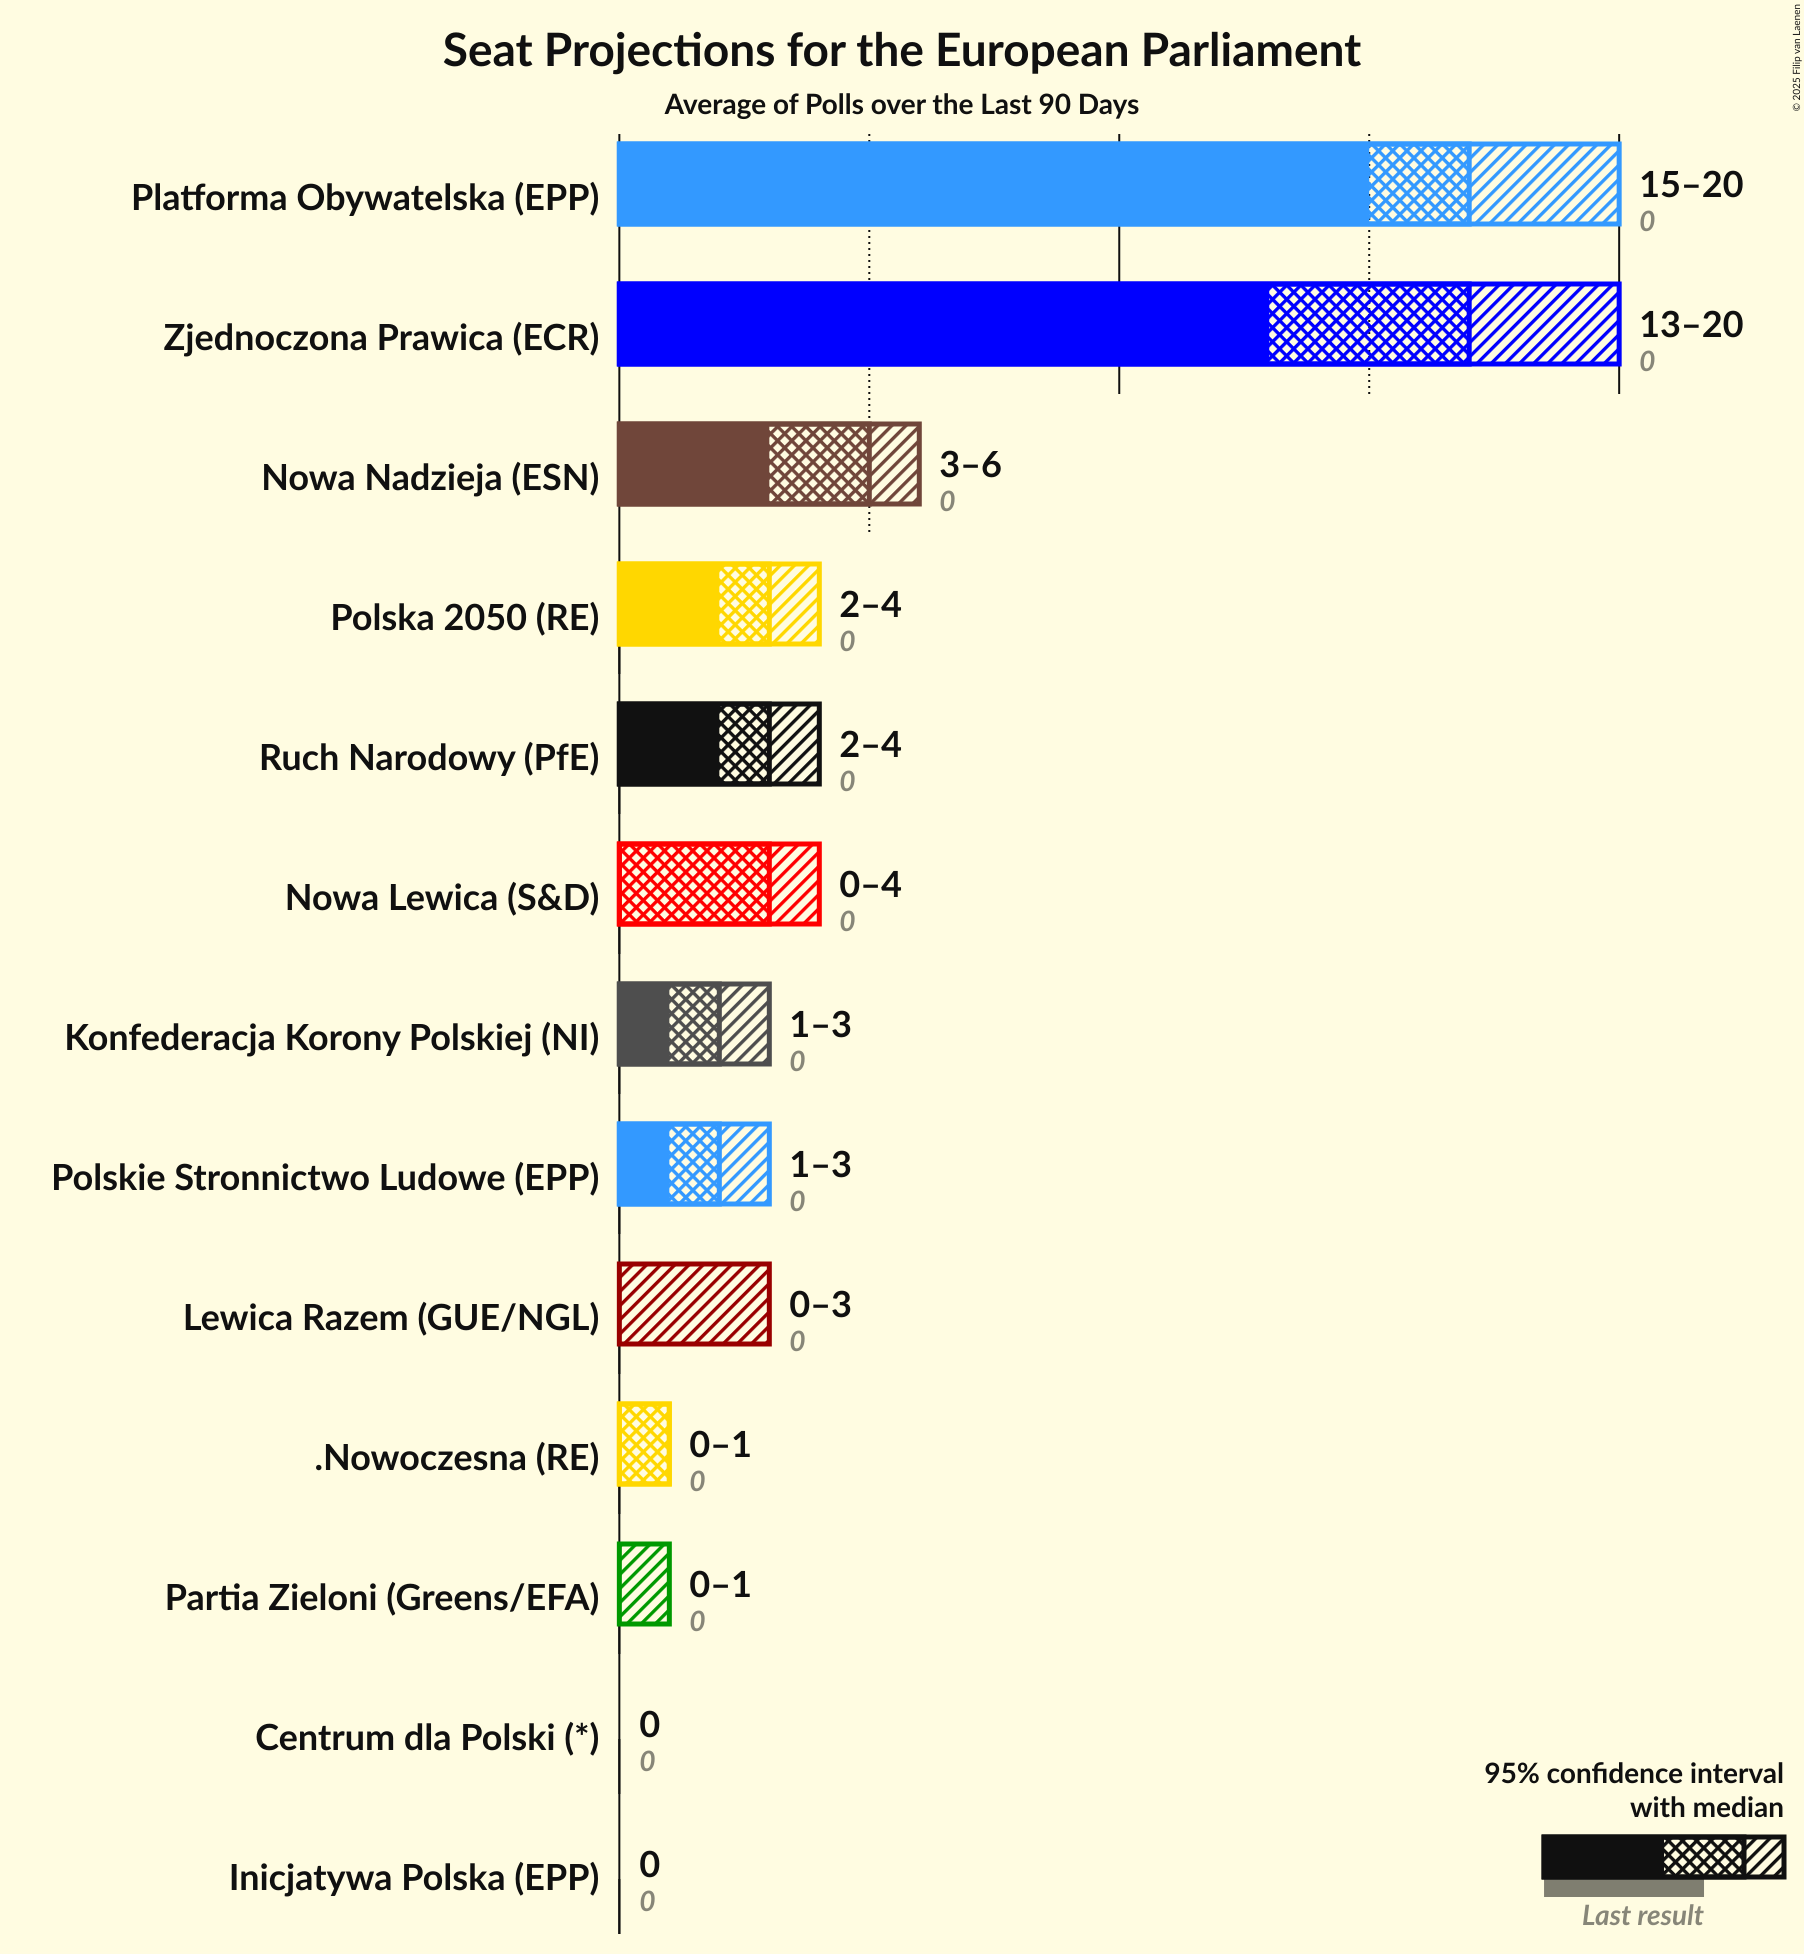 Seat Projections for the European Parliament
Average of Polls over the Last 90 Days
© 2025 Filip van Laenen
Platforma Obywatelska (EPP)
15–20
0
Zjednoczona Prawica (ECR)
13–20
0
Nowa Nadzieja (ESN)
3–6
0
Polska 2050 (RE)
2–4
0
Ruch Narodowy (PfE)
2–4
0
Nowa Lewica (S&D)
0–4
0
Konfederacja Korony Polskiej (NI)
1–3
0
Polskie Stronnictwo Ludowe (EPP)
1–3
0
Lewica Razem (GUE/NGL)
0–3
0
.Nowoczesna (RE)
0–1
0
Partia Zieloni (Greens/EFA)
0–1
0
Centrum dla Polski (*)
0
0
Inicjatywa Polska (EPP)
0
0
95% confidence interval
with median
Last result